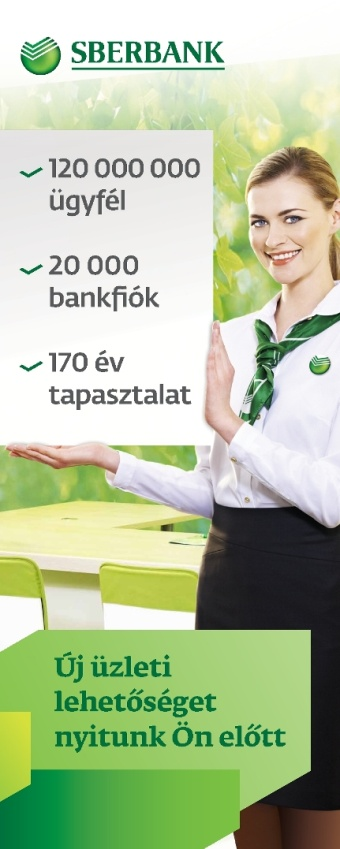 SBERBANK
120 000 000
ügyfél
20 000
bankfiók
170 év
tapasztalat
Új üzleti
lehetőséget
nyitunk Ön előtt